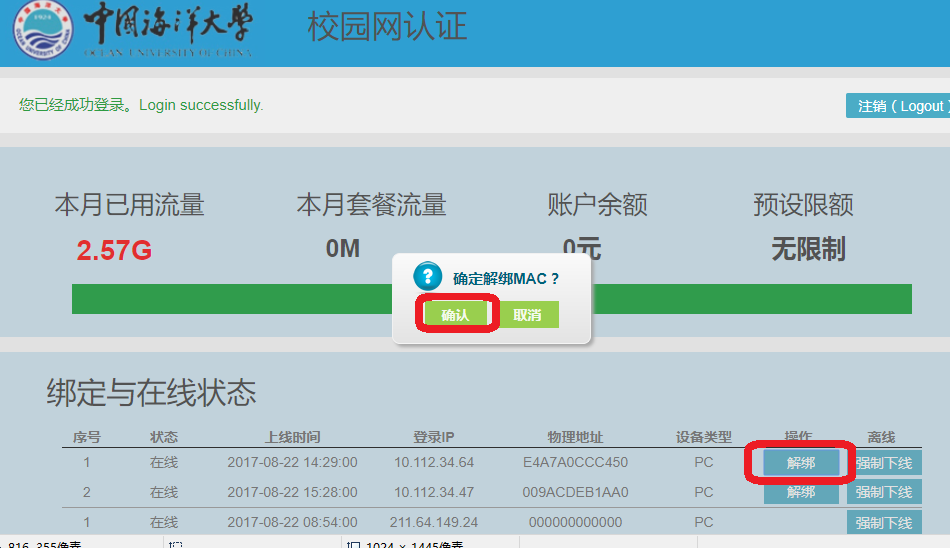 中国海洋大学
OCEAN UNIVERSITY OF CHINA
校园网认证
您已经成功登录。Login successfully.
注销（Logout）
本月已用流量 本月套餐流量 账户余额 预设限额
2.57G 0M 0元 无限制
确定解绑MAC？
确认 取消
绑定与在线状态
序号 状态 上线时间 登录IP 物理地址 设备类型 操作 离线
1 在线 2017-08-22 14:29:00 10.112.34.64 E4A7A0CCC450 PC 解绑 强制下线
2 在线 2017-08-22 15:28:00 10.112.34.47 009ACDEB1AA0 PC 解绑 强制下线
1 在线 2017-08-22 08:54:00 211.64.149.24 000000000000 PC 强制下线
816, 355像素 1024 × 1445像素